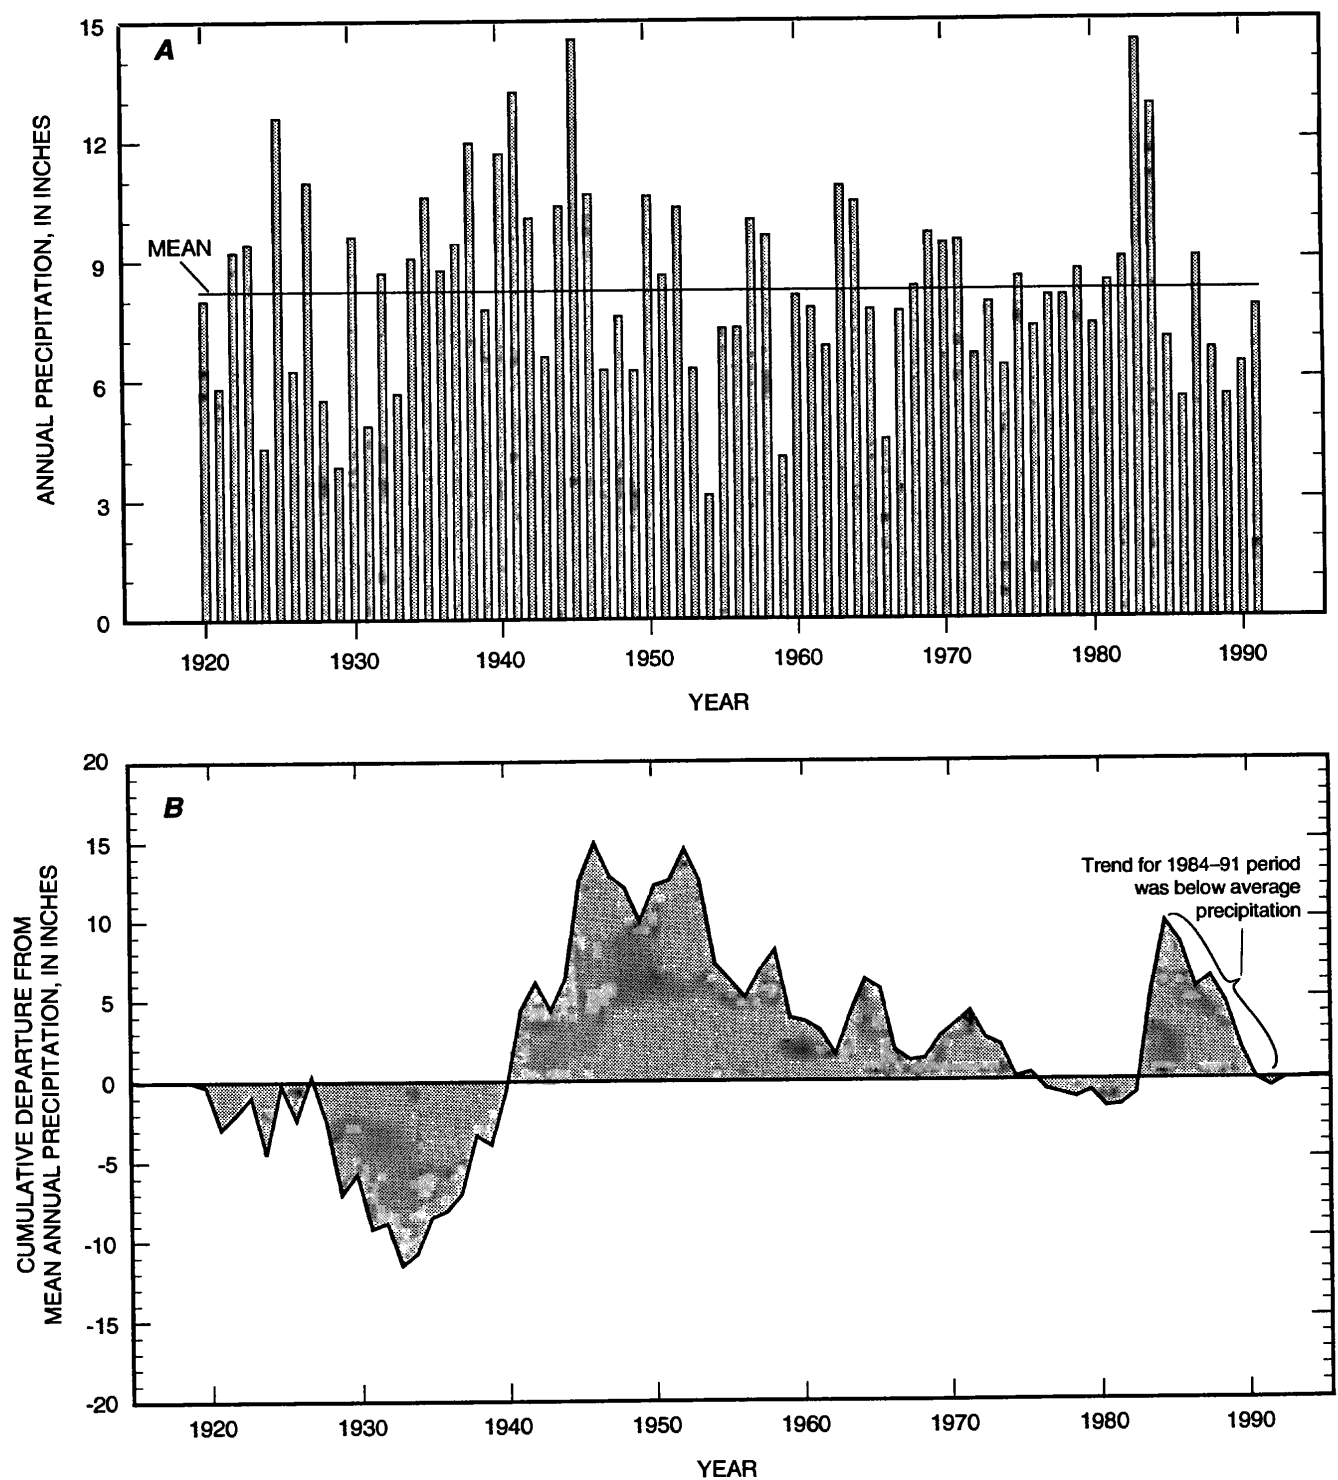 15
A
12
ANNUAL PRECIPITATION, IN INCHES
MEAN
9
6
3
0
1920 1930 1940 1950 1960 1970 1980 1990
YEAR
20
B
15
Trend for 1984–91 period
was below average
precipitation
10
CUMULATIVE DEPARTURE FROM
MEAN ANNUAL PRECIPITATION, IN INCHES
5
0
-5
-10
-15
-20
1920 1930 1940 1950 1960 1970 1980 1990
YEAR